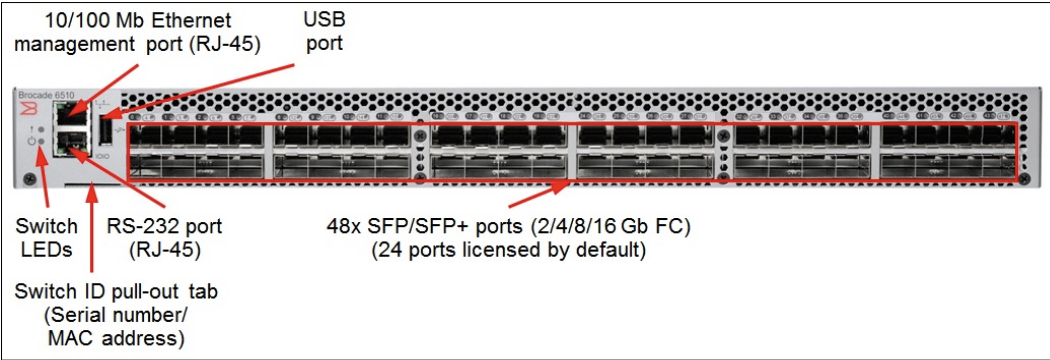 10/100 Mb Ethernet
management port (RJ-45)
USB
port
Brocade 6510
IOIO
Switch
LEDs
RS-232 port
(RJ-45)
48x SFP/SFP+ ports (2/4/8/16 Gb FC)
(24 ports licensed by default)
Switch ID pull-out tab
(Serial number/
MAC address)